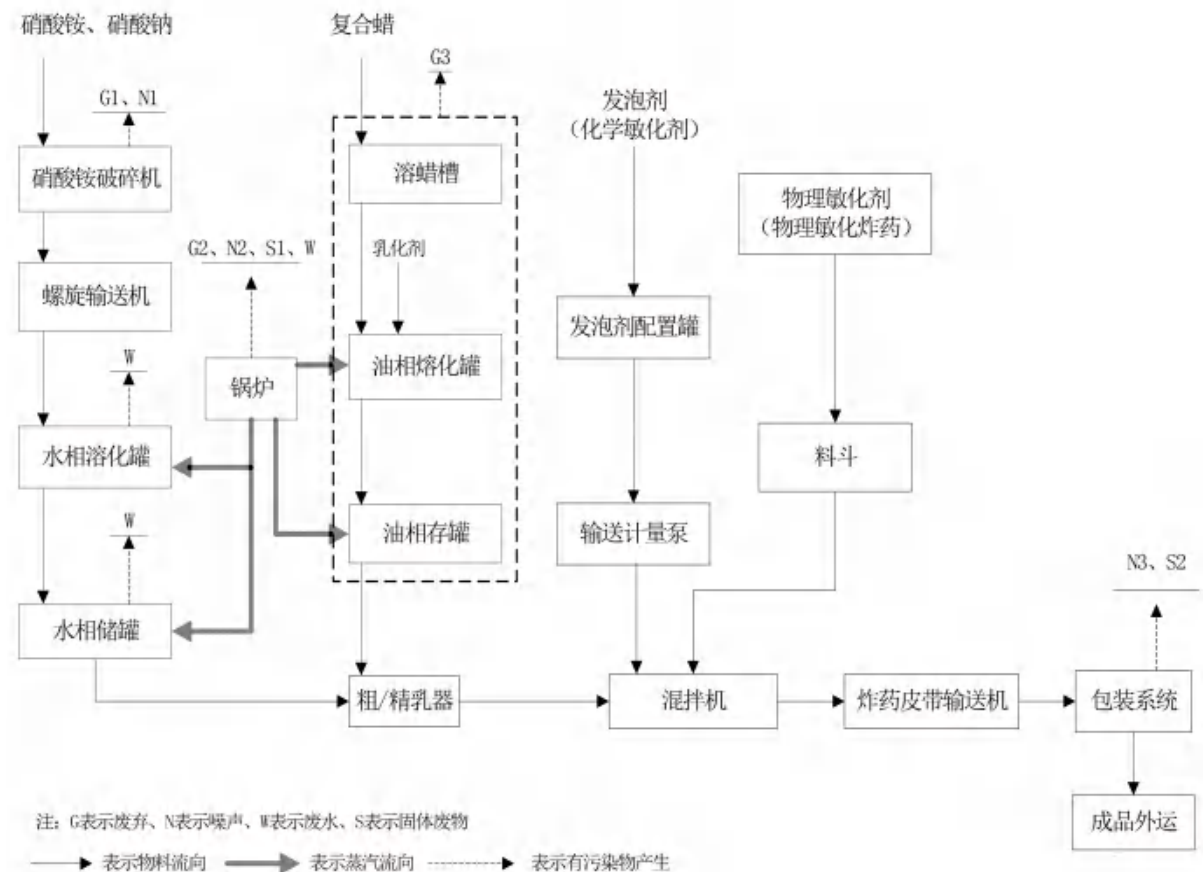 硝酸铵、硝酸钠
复合蜡
G3
G1、N1
发泡剂
（化学敏化剂）
硝酸铵破碎机
溶蜡槽
物理敏化剂
（物理敏化炸药）
G2、N2、S1、W
乳化剂
螺旋输送机
发泡剂配置罐
W
锅炉
油相熔化罐
水相溶化罐
料斗
W
油相存罐
输送计量泵
N3、S2
水相储罐
粗/精乳器
混拌机
炸药皮带输送机
包装系统
成品外运
注：G表示废弃、N表示噪声、W表示废水、S表示固体废物
表示物料流向
表示蒸汽流向
表示有污染物产生